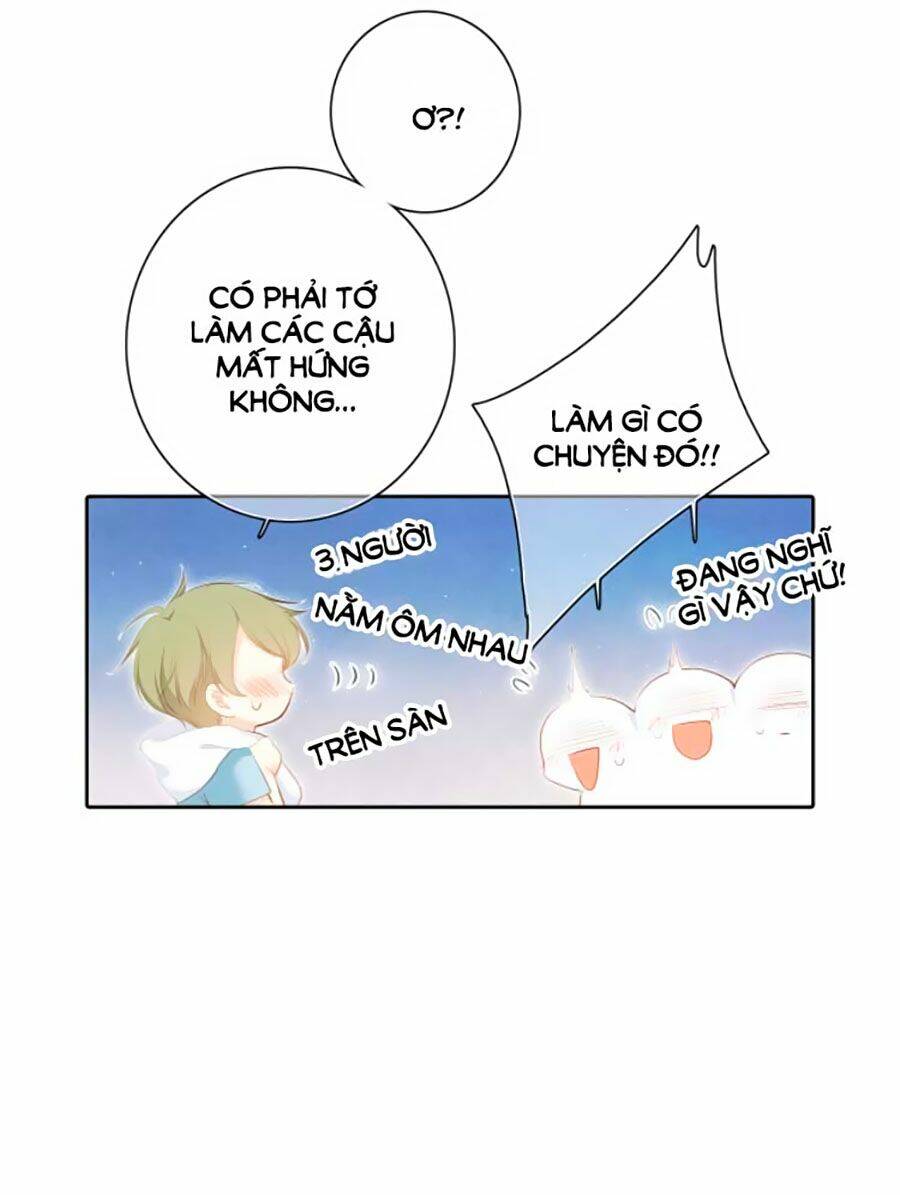 Ơ?!
CÓ PHẢI TỚ
LÀM CÁC CẬU
MẤT HỨNG
KHÔNG...
LÀM GÌ CÓ
CHUYỆN ĐÓ!!
3 NGƯỜI
NẰM ÔM NHAU
TRÊN SÀN
ĐANG NGHĨ
GÌ VẬY CHỨ!